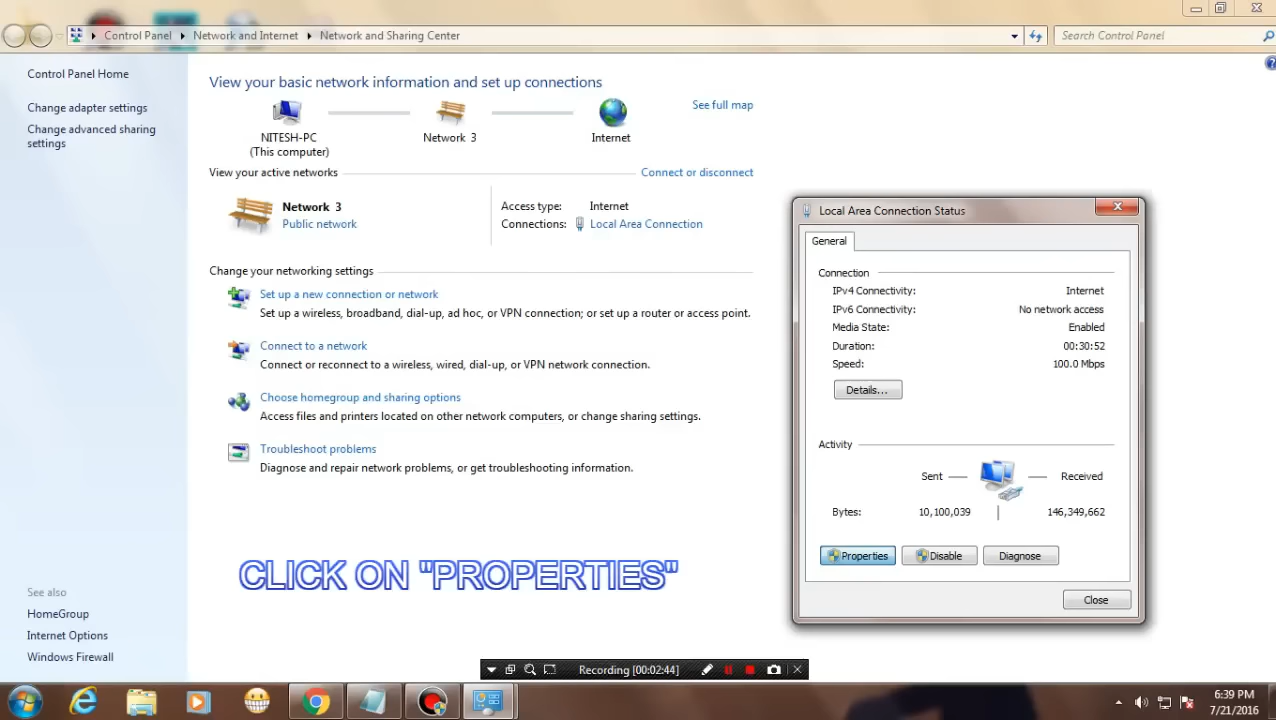 Control Panel
Network and Internet
Network and Sharing Center
Search Control Panel
Control Panel Home
Change adapter settings
Change advanced sharing
settings
View your basic network information and set up connections
See full map
NITESH-PC
(This computer)
Network 3
Internet
View your active networks
Connect or disconnect
Network 3
Public network
Access type: Internet
Connections: Local Area Connection
Change your networking settings
Set up a new connection or network
Set up a wireless, broadband, dial-up, ad hoc, or VPN connection; or set up a router or access point.
Connect to a network
Connect or reconnect to a wireless, wired, dial-up, or VPN network connection.
Choose homegroup and sharing options
Access files and printers located on other network computers, or change sharing settings.
Troubleshoot problems
Diagnose and repair network problems, or get troubleshooting information.
Local Area Connection Status
General
Connection
IPv4 Connectivity: Internet
IPv6 Connectivity: No network access
Media State: Enabled
Duration: 00:30:52
Speed: 100.0 Mbps
Details...
Activity
Sent
Received
Bytes: 10,100,039 146,349,662
Properties
Disable
Diagnose
Close
CLICK ON "PROPERTIES"
See also
HomeGroup
Internet Options
Windows Firewall
Recording [00:02:44]
6:39 PM
7/21/2016